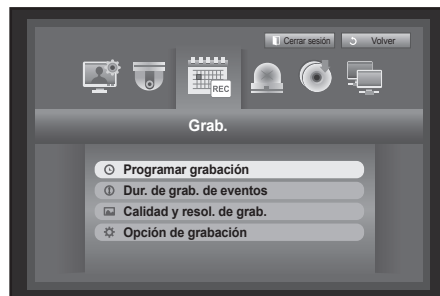 Cerrar sesión Volver
REC
Grab.
Programar grabación
Dur. de grab. de eventos
Calidad y resol. de grab.
Opción de grabación